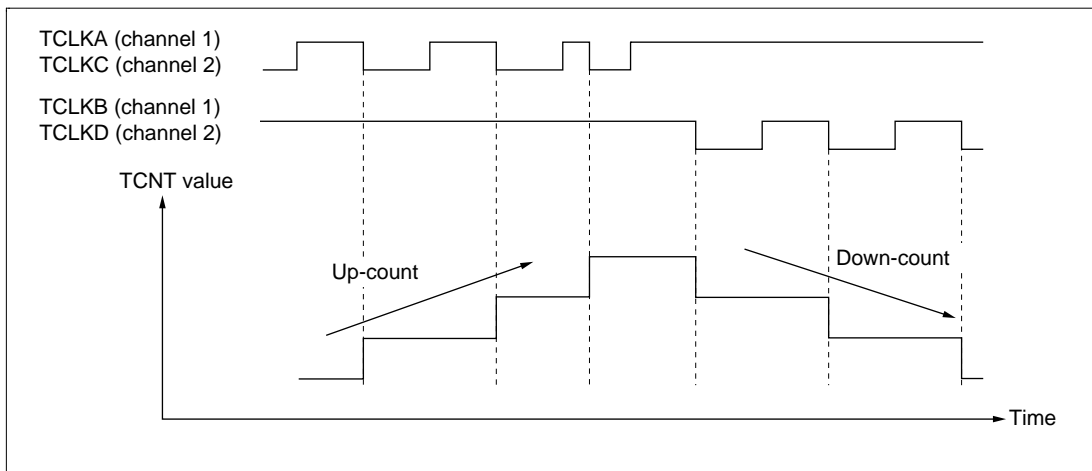 TCLKA (channel 1)
TCLKC (channel 2)
TCLKB (channel 1)
TCLKD (channel 2)
TCNT value
Up-count
Down-count
Time